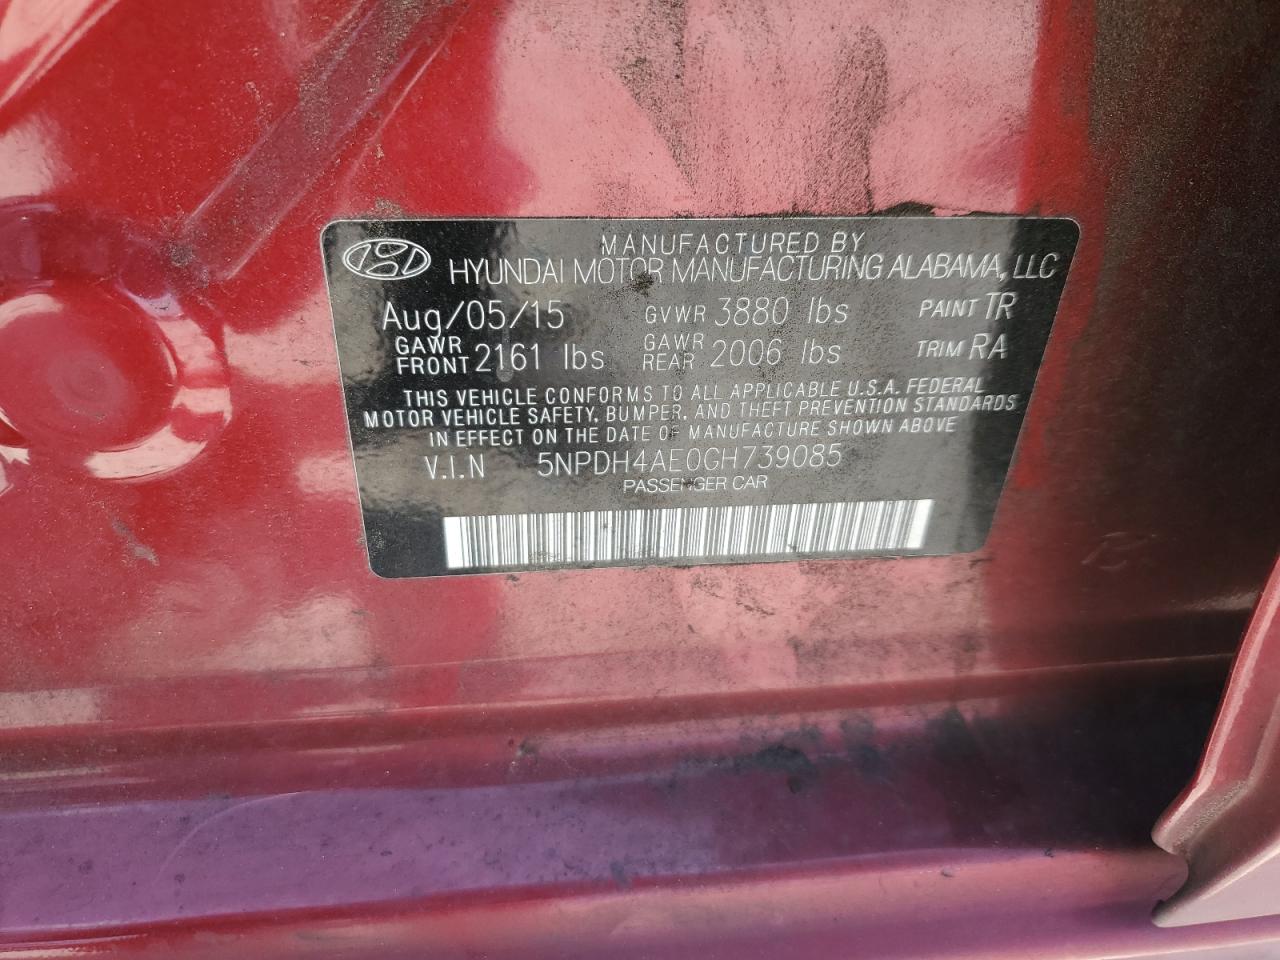 MANUFACTURED BY
HYUNDAI MOTOR MANUFACTURING ALABAMA, LLC
Aug/05/15 GVWR 3880 lbs PAINT TR
GAWR FRONT 2161 lbs GAWR REAR 2006 lbs TRIM RA
THIS VEHICLE CONFORMS TO ALL APPLICABLE U.S.A. FEDERAL
MOTOR VEHICLE SAFETY, BUMPER, AND THEFT PREVENTION STANDARDS
IN EFFECT ON THE DATE OF MANUFACTURE SHOWN ABOVE
V.I.N 5NPDH4AE0GH739085
PASSENGER CAR